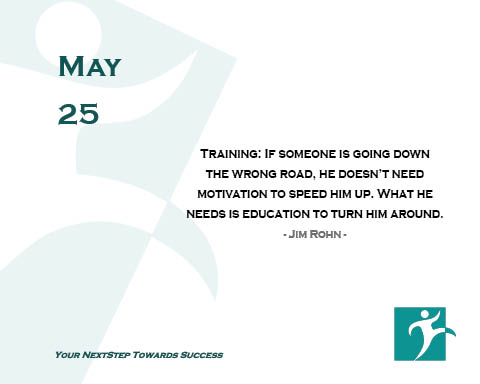 May
25
Training: If someone is going down
the wrong road, he doesn't need
motivation to speed him up. What he
needs is education to turn him around.
- Jim Rohn -
Your NextStep Towards Success